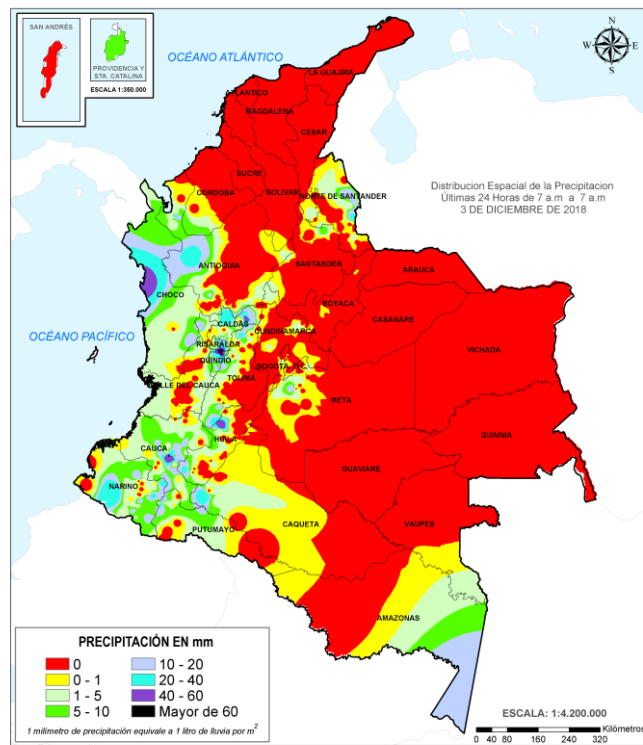 SAN ANDRÉS
PROVIDENCIA Y
STA. CATALINA
ESCALA 1:350.000
OCÉANO ATLÁNTICO
N
W E
S
LA GUAJIRA
ATLANTICO
MAGDALENA
CESAR
SUCRE
CORDOBA
BOLIVAR
NORTE DE SANTANDER
Distribucion Espacial de la Precipitacion
Últimas 24 Horas de 7 a.m a 7 a.m
3 DE DICIEMBRE DE 2018
ANTIOQUIA
SANTANDER
ARAUCA
CHOCO
BOYACA
CASANARE
OCÉANO PACÍFICO
CALDAS
CUNDINAMARCA
VICHADA
RISARALDA
QUINDIO
BOGOTA, D.C.
TOLIMA
VALLE DEL CAUCA
META
GUAINIA
HUILA
CAUCA
GUAVIARE
NARIÑO
CAQUETA
VAUPES
PUTUMAYO
AMAZONAS
PRECIPITACIÓN EN mm
0 10 - 20
0 - 1 20 - 40
1 - 5 40 - 60
5 - 10 Mayor de 60
1 milimetro de precipitación equivale a 1 litro de lluvia por m2
ESCALA: 1:4.200.000
Kilómetros
0 40 80 160 240 320